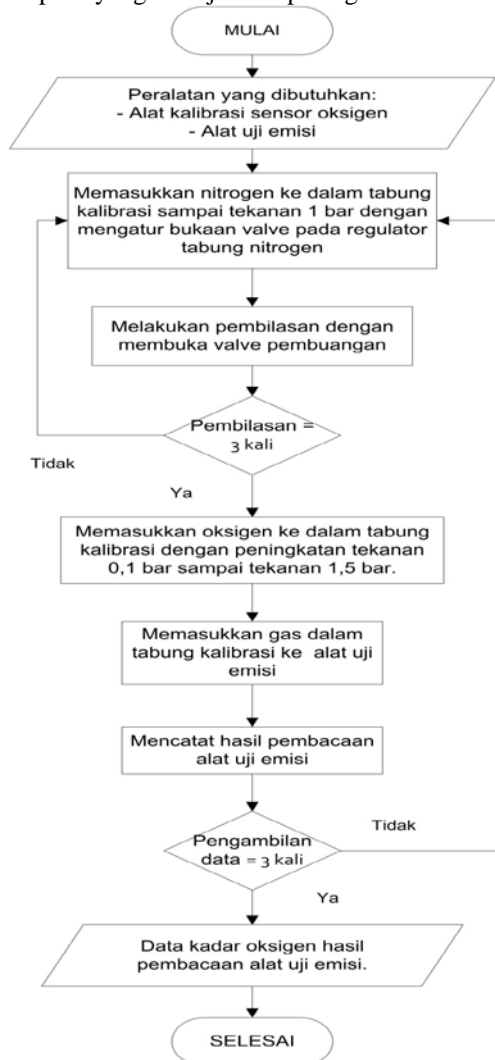 MULAI
Peralatan yang dibutuhkan:
- Alat kalibrasi sensor oksigen
- Alat uji emisi
Memasukkan nitrogen ke dalam tabung
kalibrasi sampai tekanan 1 bar dengan
mengatur bukaan valve pada regulator
tabung nitrogen
Melakukan pembilasan dengan
membuka valve pembuangan
Pembilasan =
3 kali
Tidak
Ya
Memasukkan oksigen ke dalam tabung
kalibrasi dengan peningkatan tekanan
0,1 bar sampai tekanan 1,5 bar.
Memasukkan gas dalam
tabung kalibrasi ke alat uji
emisi
Mencatat hasil pembacaan
alat uji emisi
Pengambilan
data = 3 kali
Tidak
Ya
Data kadar oksigen hasil
pembacaan alat uji emisi.
SELESAI